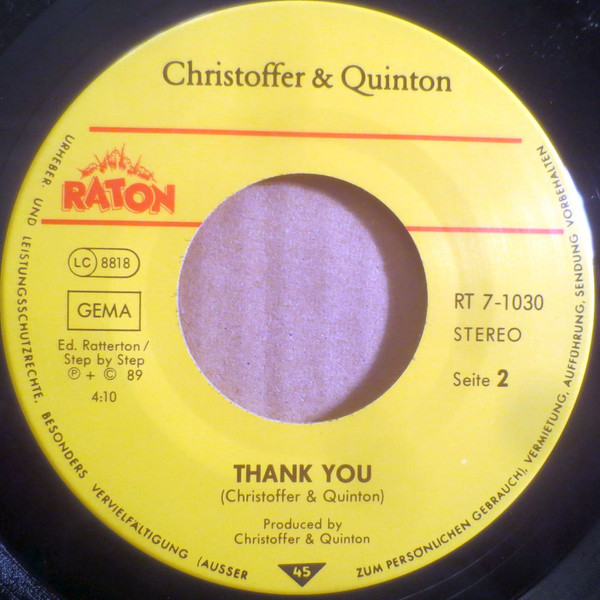 Christoffer & Quinton
RATON
LC 8818
GEMA
Ed. Ratterton /
Step by Step
Ⓟ + © 89
4:10
RT 7-1030
STEREO
Seite 2
THANK YOU
(Christoffer & Quinton)
Produced by
Christoffer & Quinton
45
URHEBER- UND LEISTUNGSSCHUTZRECHTE, BESONDERS VERVIELFÄLTIGUNG (AUSSER ZUM PERSÖNLICHEN GEBRAUCH), VERMIETUNG, AUFFÜHRUNG, SENDUNG VORBEHALTEN